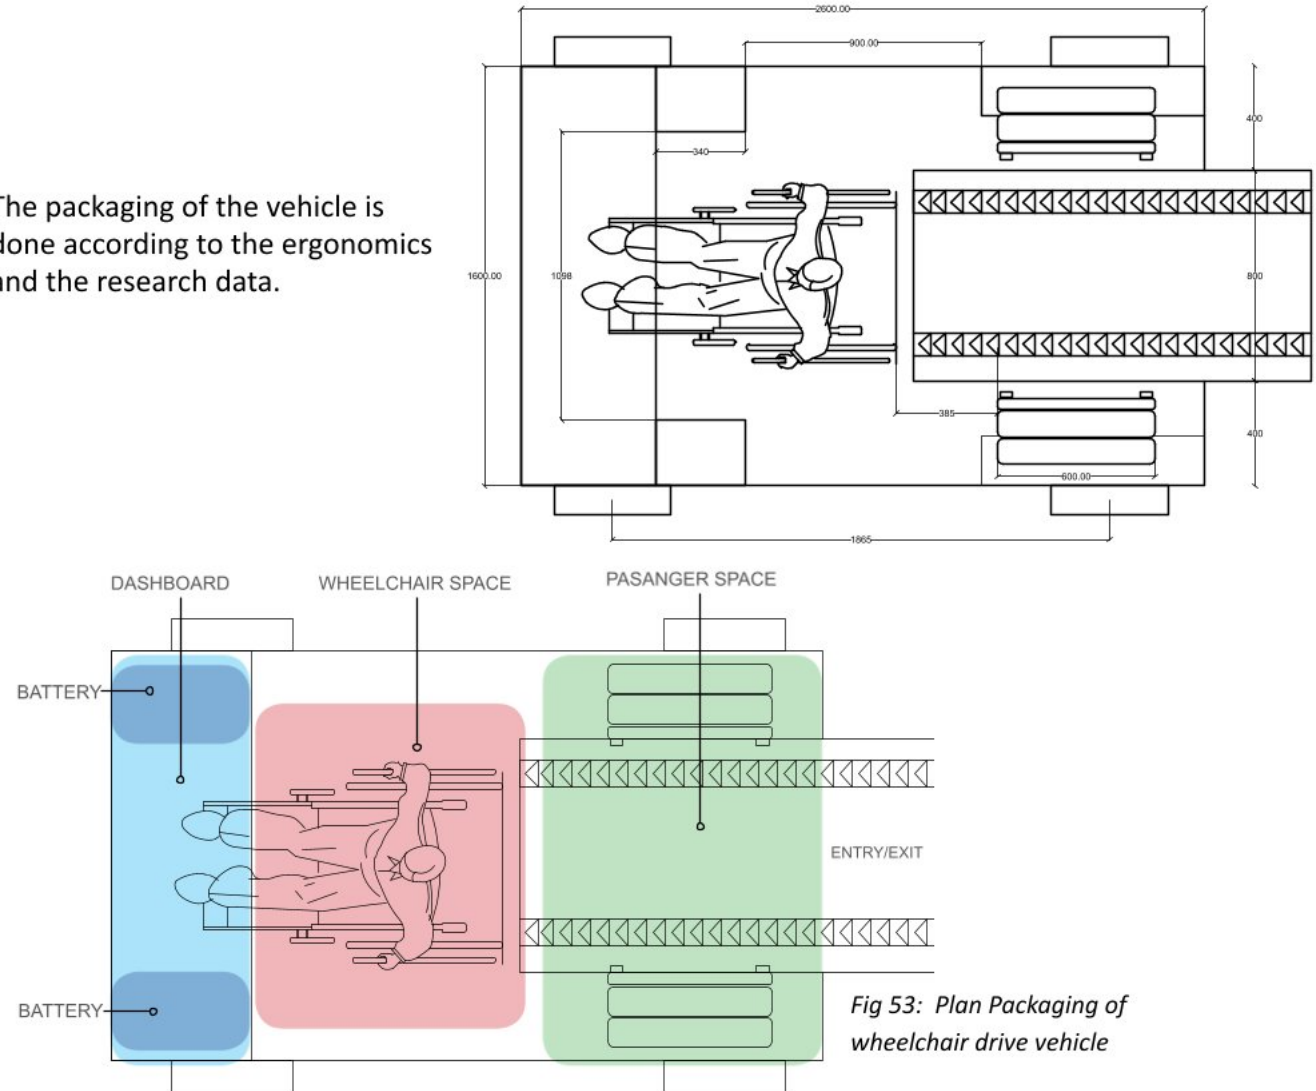 2600.00
900.00
The packaging of the vehicle is
done according to the ergonomics
and the research data.
400
340
1600.00
1098
800
385
400
600.00
1865
DASHBOARD
WHEELCHAIR SPACE
PASANGER SPACE
BATTERY
ENTRY/EXIT
BATTERY
Fig 53: Plan Packaging of
wheelchair drive vehicle